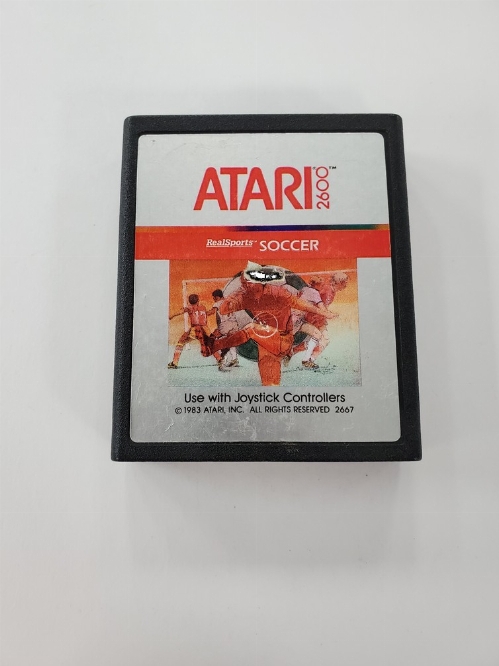 ATARI 2600™
RealSports™ SOCCER
Use with Joystick Controllers
© 1983 ATARI, INC. ALL RIGHTS RESERVED 2667